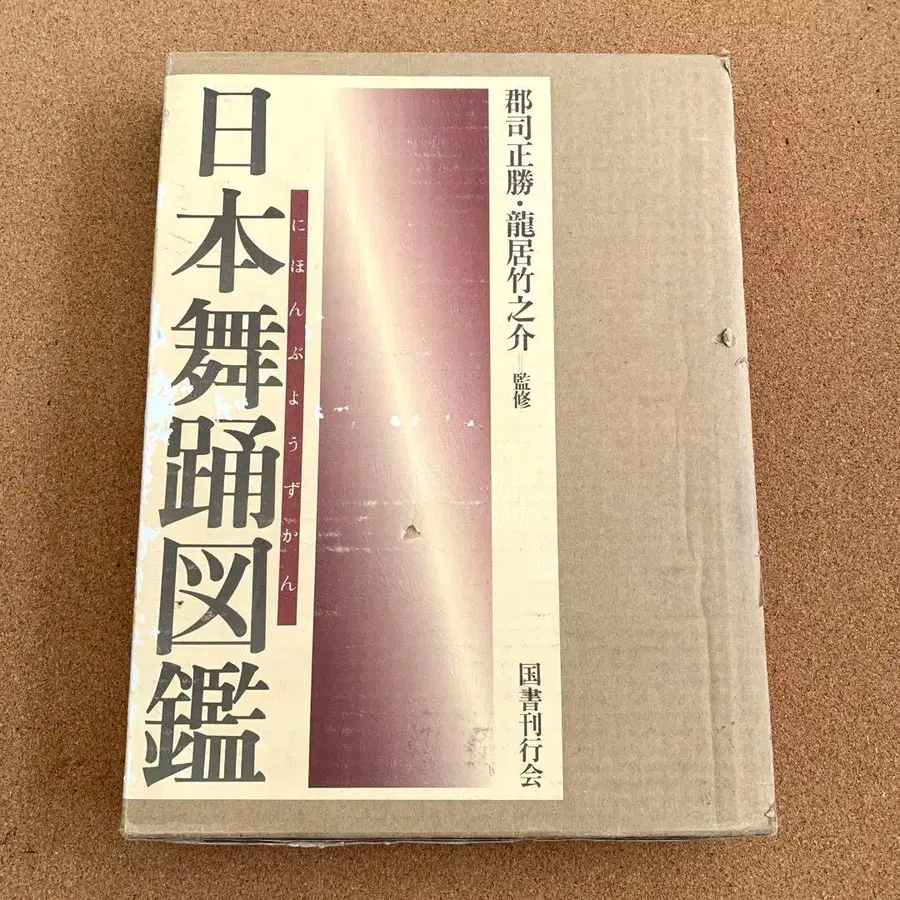 日本舞踊図鑑
にほんぶようずかん
郡司正勝・龍居竹之介=監修
国書刊行会